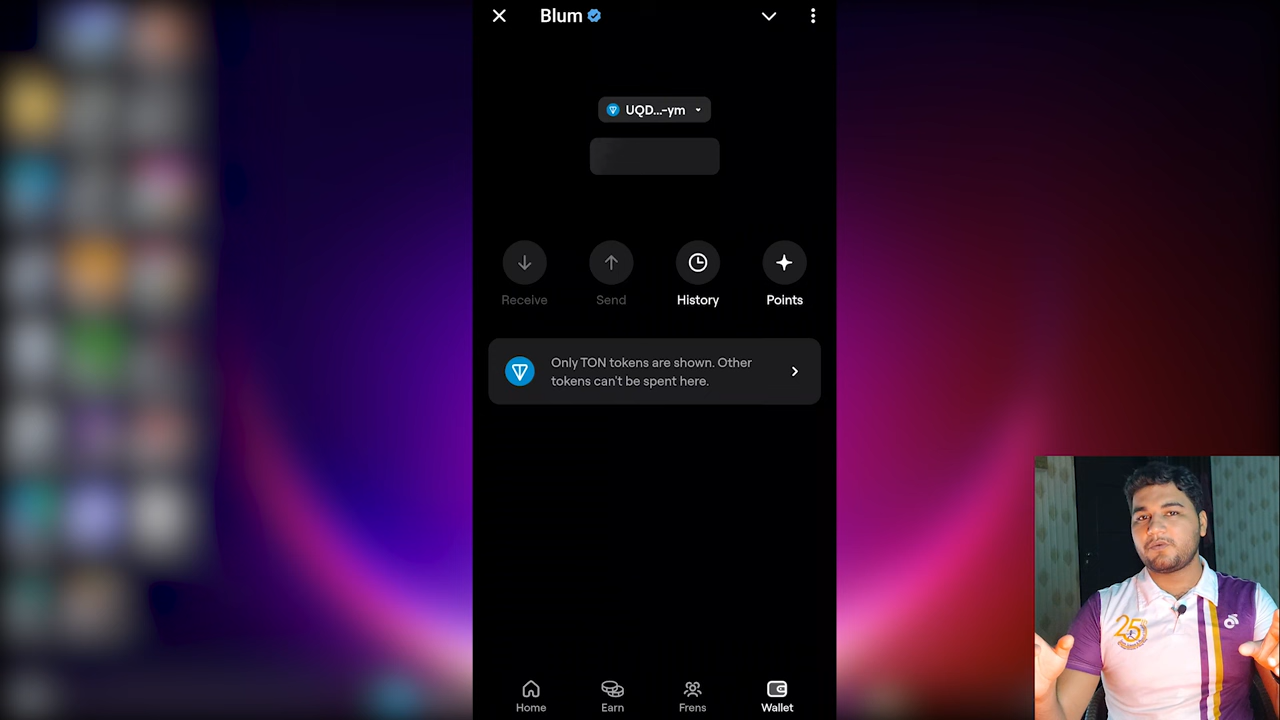 Blum
UQD...-ym
Receive
Send
History
Points
Only TON tokens are shown. Other
tokens can't be spent here.
Home
Earn
Frens
Wallet
25